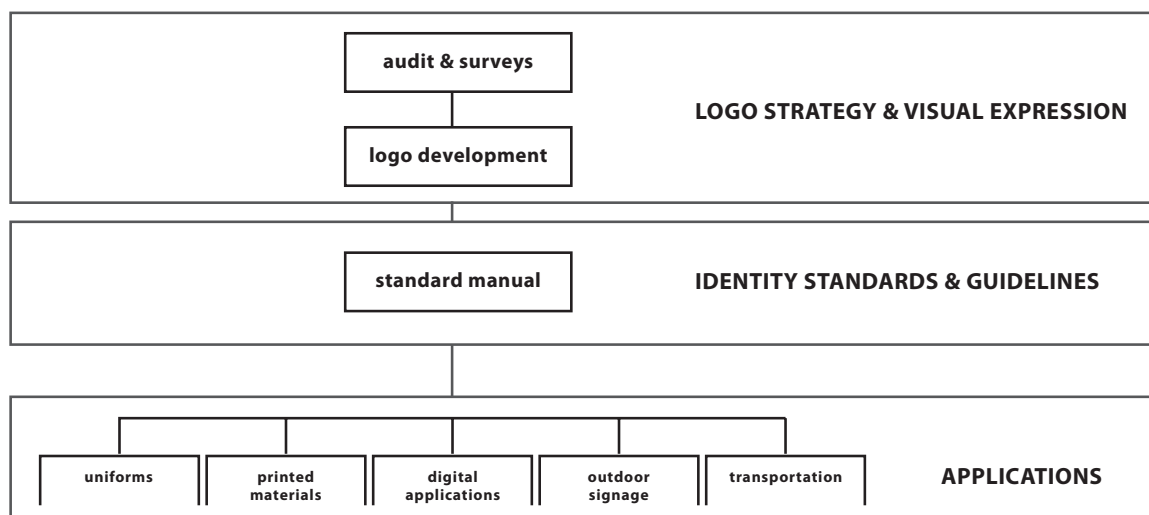 audit & surveys
LOGO STRATEGY & VISUAL EXPRESSION
logo development
standard manual
IDENTITY STANDARDS & GUIDELINES
uniforms
printed
materials
digital
applications
outdoor
signage
transportation
APPLICATIONS